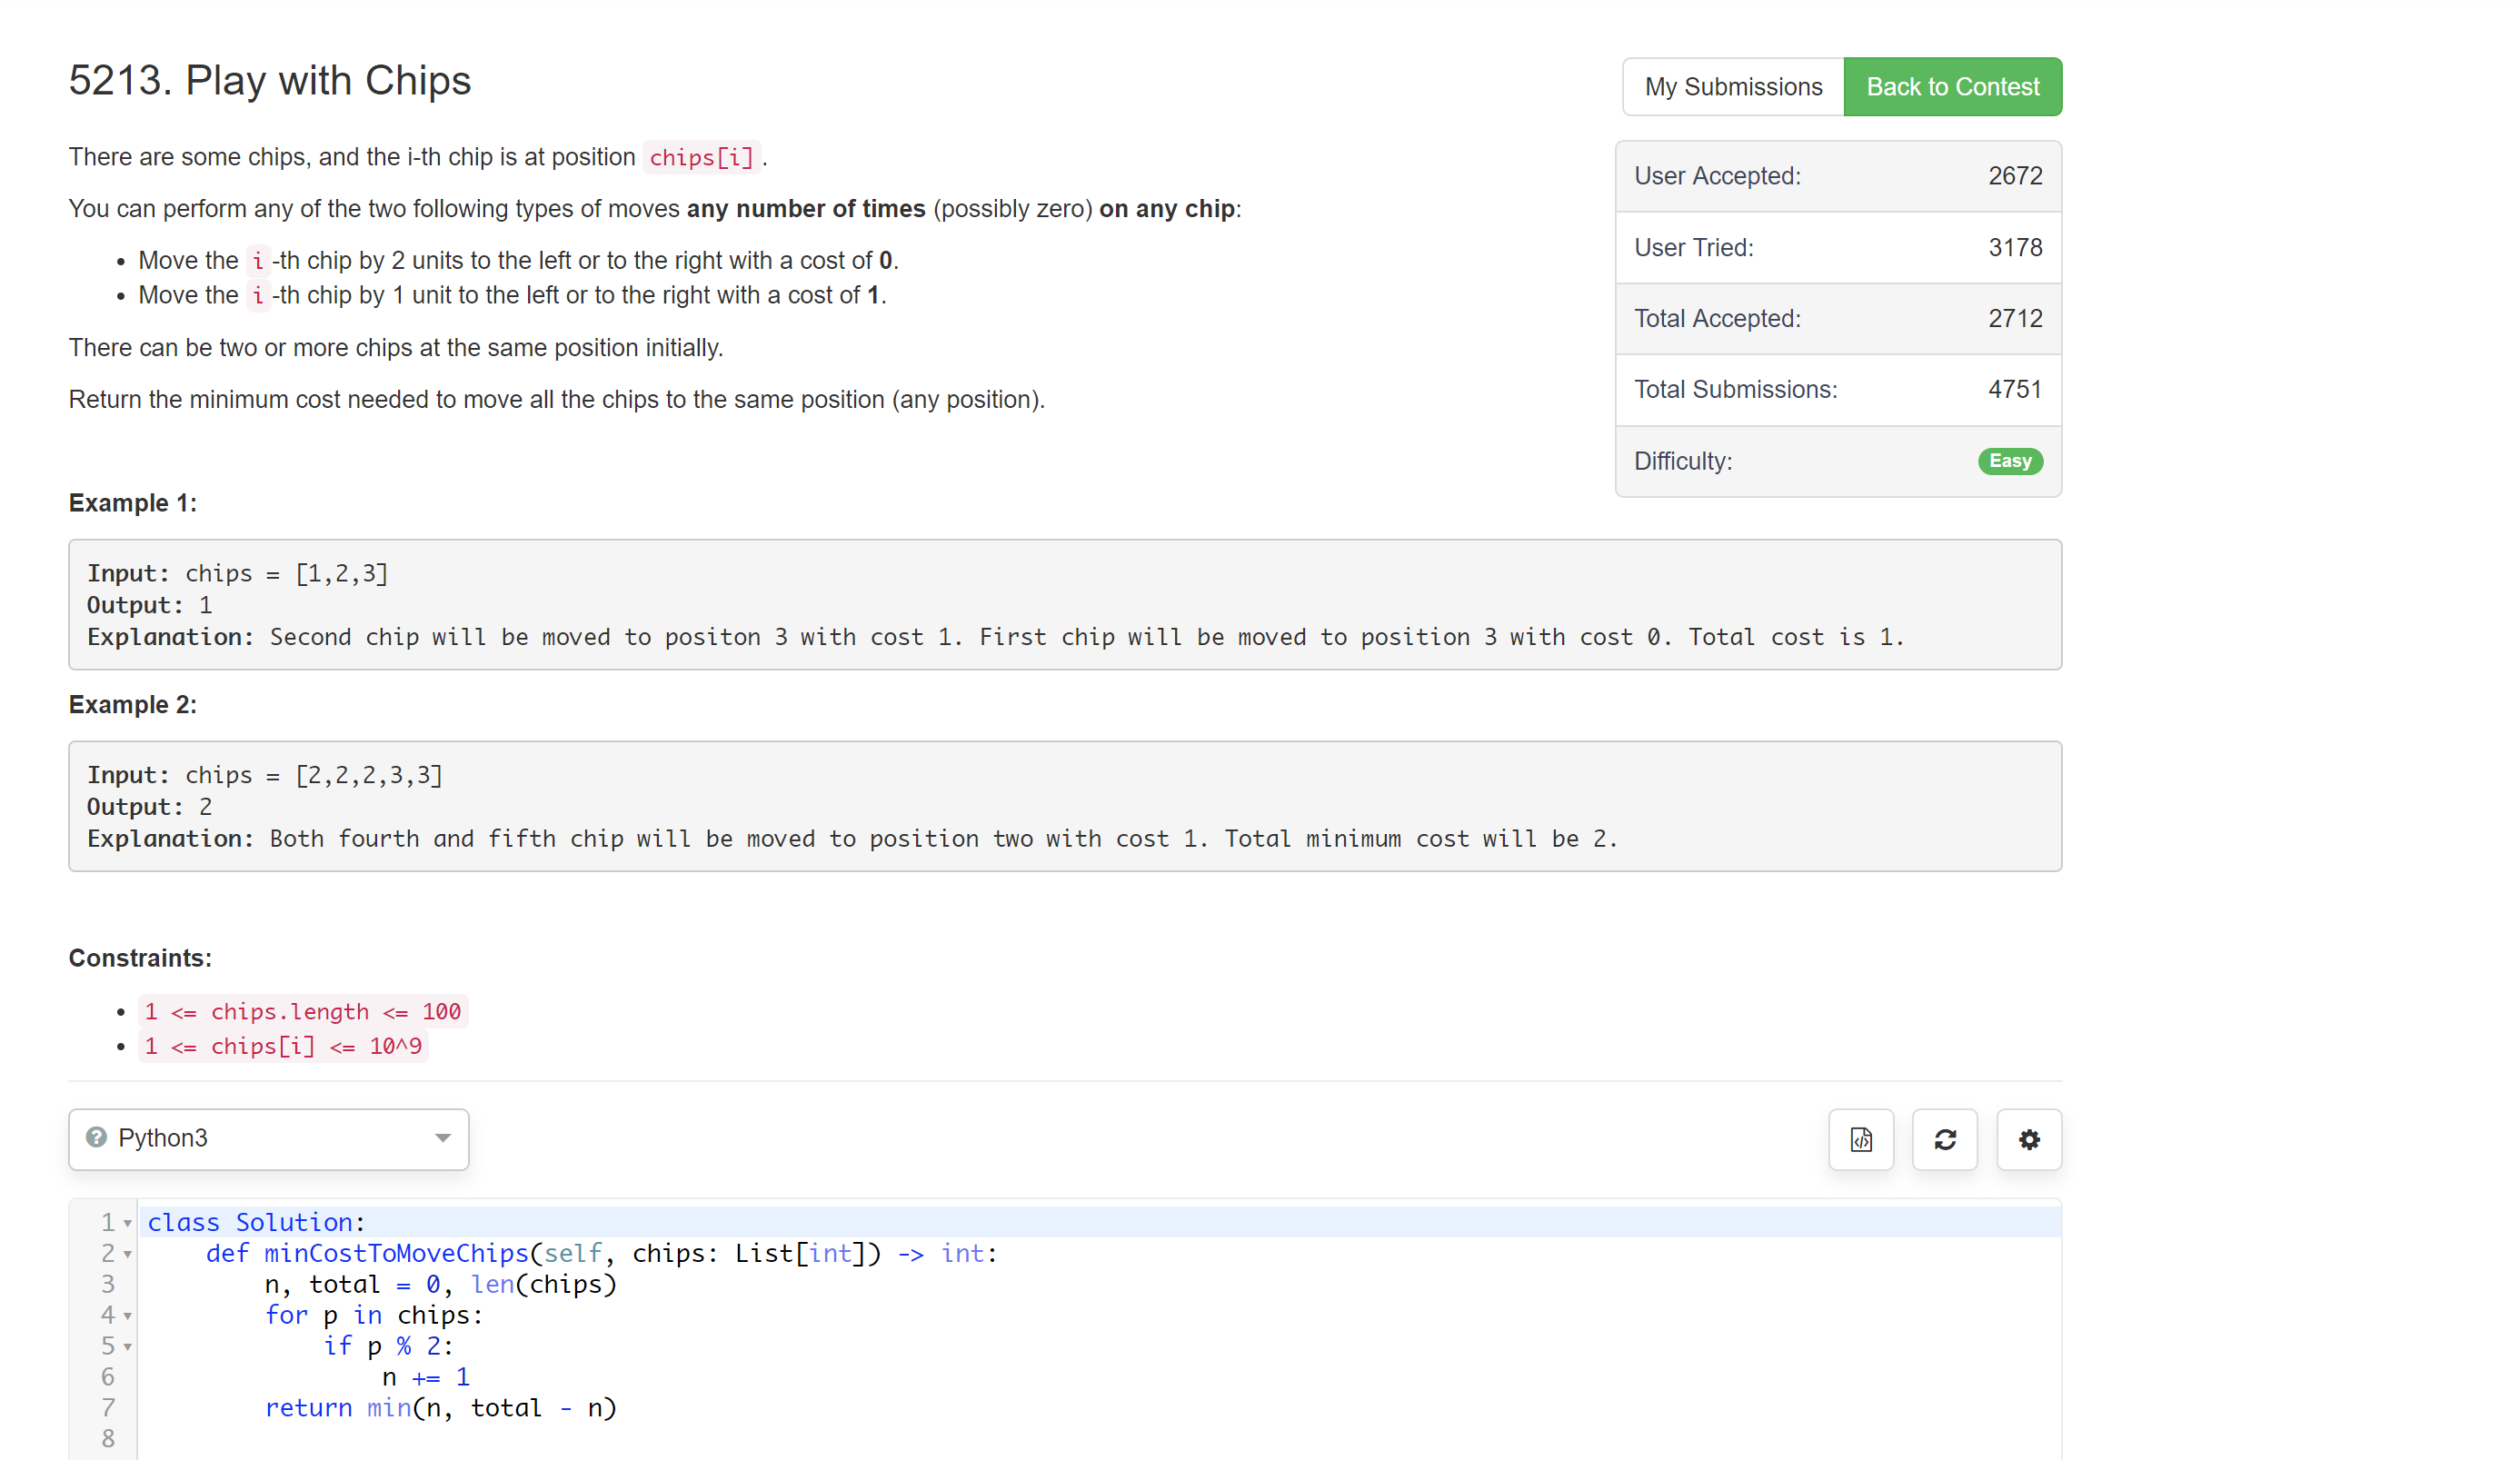 5213. Play with Chips
My Submissions
Back to Contest
There are some chips, and the i-th chip is at position chips[i].
You can perform any of the two following types of moves any number of times (possibly zero) on any chip:
• Move the i-th chip by 2 units to the left or to the right with a cost of 0.
• Move the i-th chip by 1 unit to the left or to the right with a cost of 1.
There can be two or more chips at the same position initially.
Return the minimum cost needed to move all the chips to the same position (any position).
User Accepted: 2672
User Tried: 3178
Total Accepted: 2712
Total Submissions: 4751
Difficulty: Easy
Example 1:
Input: chips = [1,2,3]
Output: 1
Explanation: Second chip will be moved to positon 3 with cost 1. First chip will be moved to position 3 with cost 0. Total cost is 1.
Example 2:
Input: chips = [2,2,2,3,3]
Output: 2
Explanation: Both fourth and fifth chip will be moved to position two with cost 1. Total minimum cost will be 2.
Constraints:
• 1 <= chips.length <= 100
• 1 <= chips[i] <= 10^9
? Python3
1 class Solution:
2     def minCostToMoveChips(self, chips: List[int]) -> int:
3         n, total = 0, len(chips)
4         for p in chips:
5             if p % 2:
6                 n += 1
7         return min(n, total - n)
8